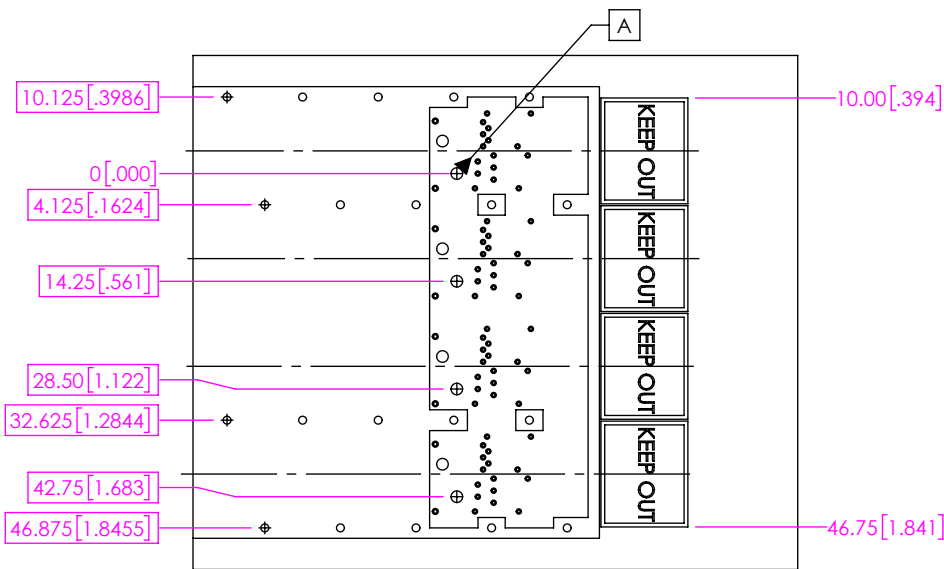 A
10.125[.3986]
10.00[.394]
0[.000]
4.125[.1624]
14.25[.561]
28.50[1.122]
32.625[1.2844]
42.75[1.683]
46.875[1.8455]
46.75[1.841]
KEEP OUT
KEEP OUT
KEEP OUT
KEEP OUT